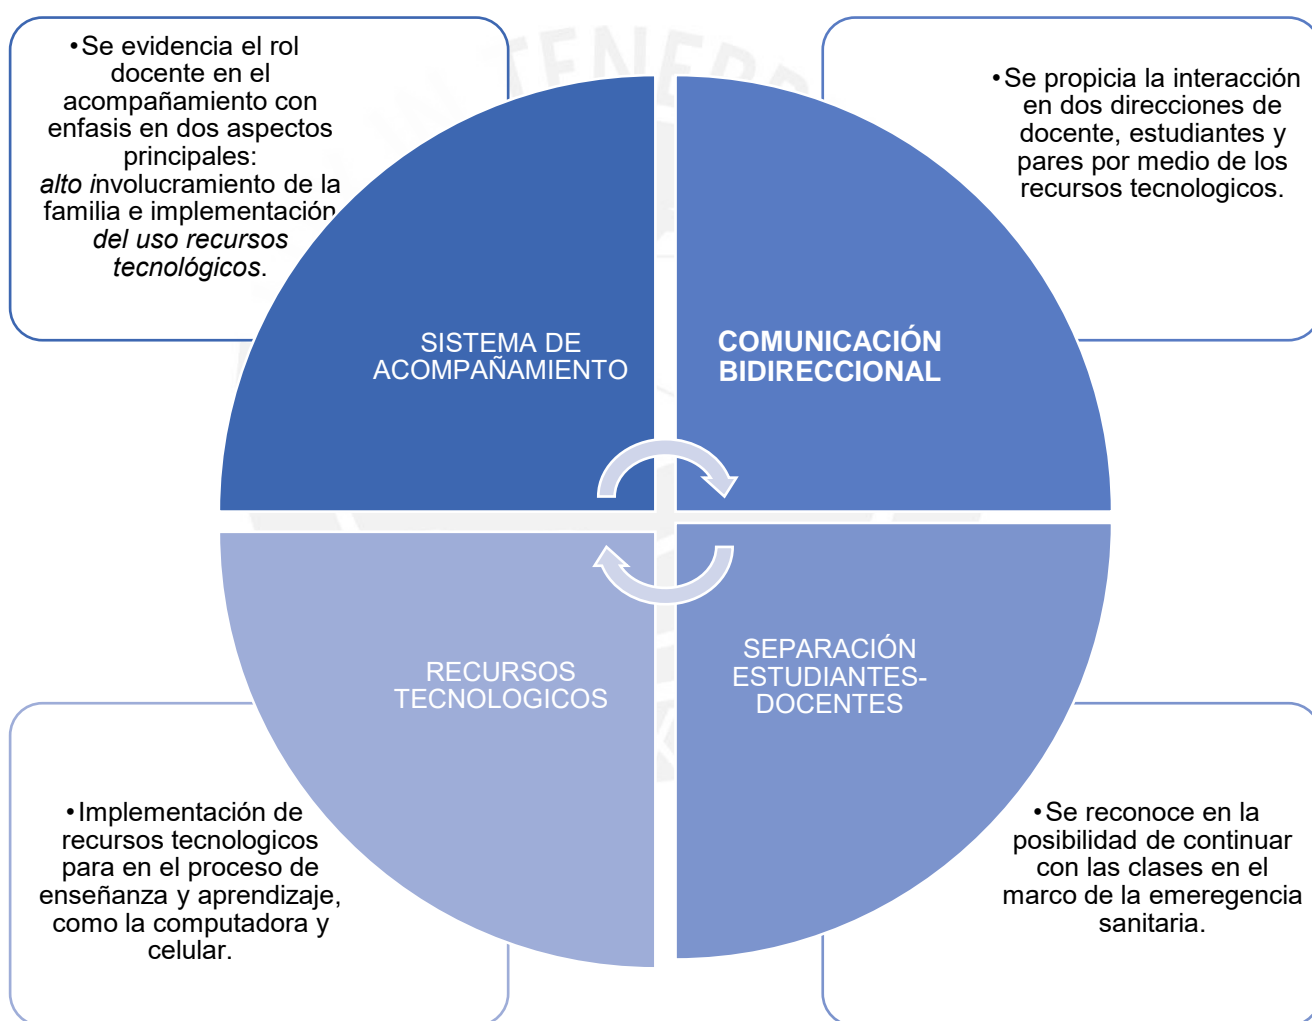 •Se evidencia el rol
docente en el
acompañamiento con
enfasis en dos aspectos
principales:
alto involucramiento de la
familia e implementación
del uso recursos
tecnológicos.
•Se propicia la interacción
en dos direcciones de
docente, estudiantes y
pares por medio de los
recursos tecnologicos.
SISTEMA DE
ACOMPAÑAMIENTO
COMUNICACIÓN
BIDIRECCIONAL
RECURSOS
TECNOLOGICOS
SEPARACIÓN
ESTUDIANTES-
DOCENTES
•Implementación de
recursos tecnologicos
para en el proceso de
enseñanza y aprendizaje,
como la computadora y
celular.
•Se reconoce en la
posibilidad de continuar
con las clases en el
marco de la emeregencia
sanitaria.